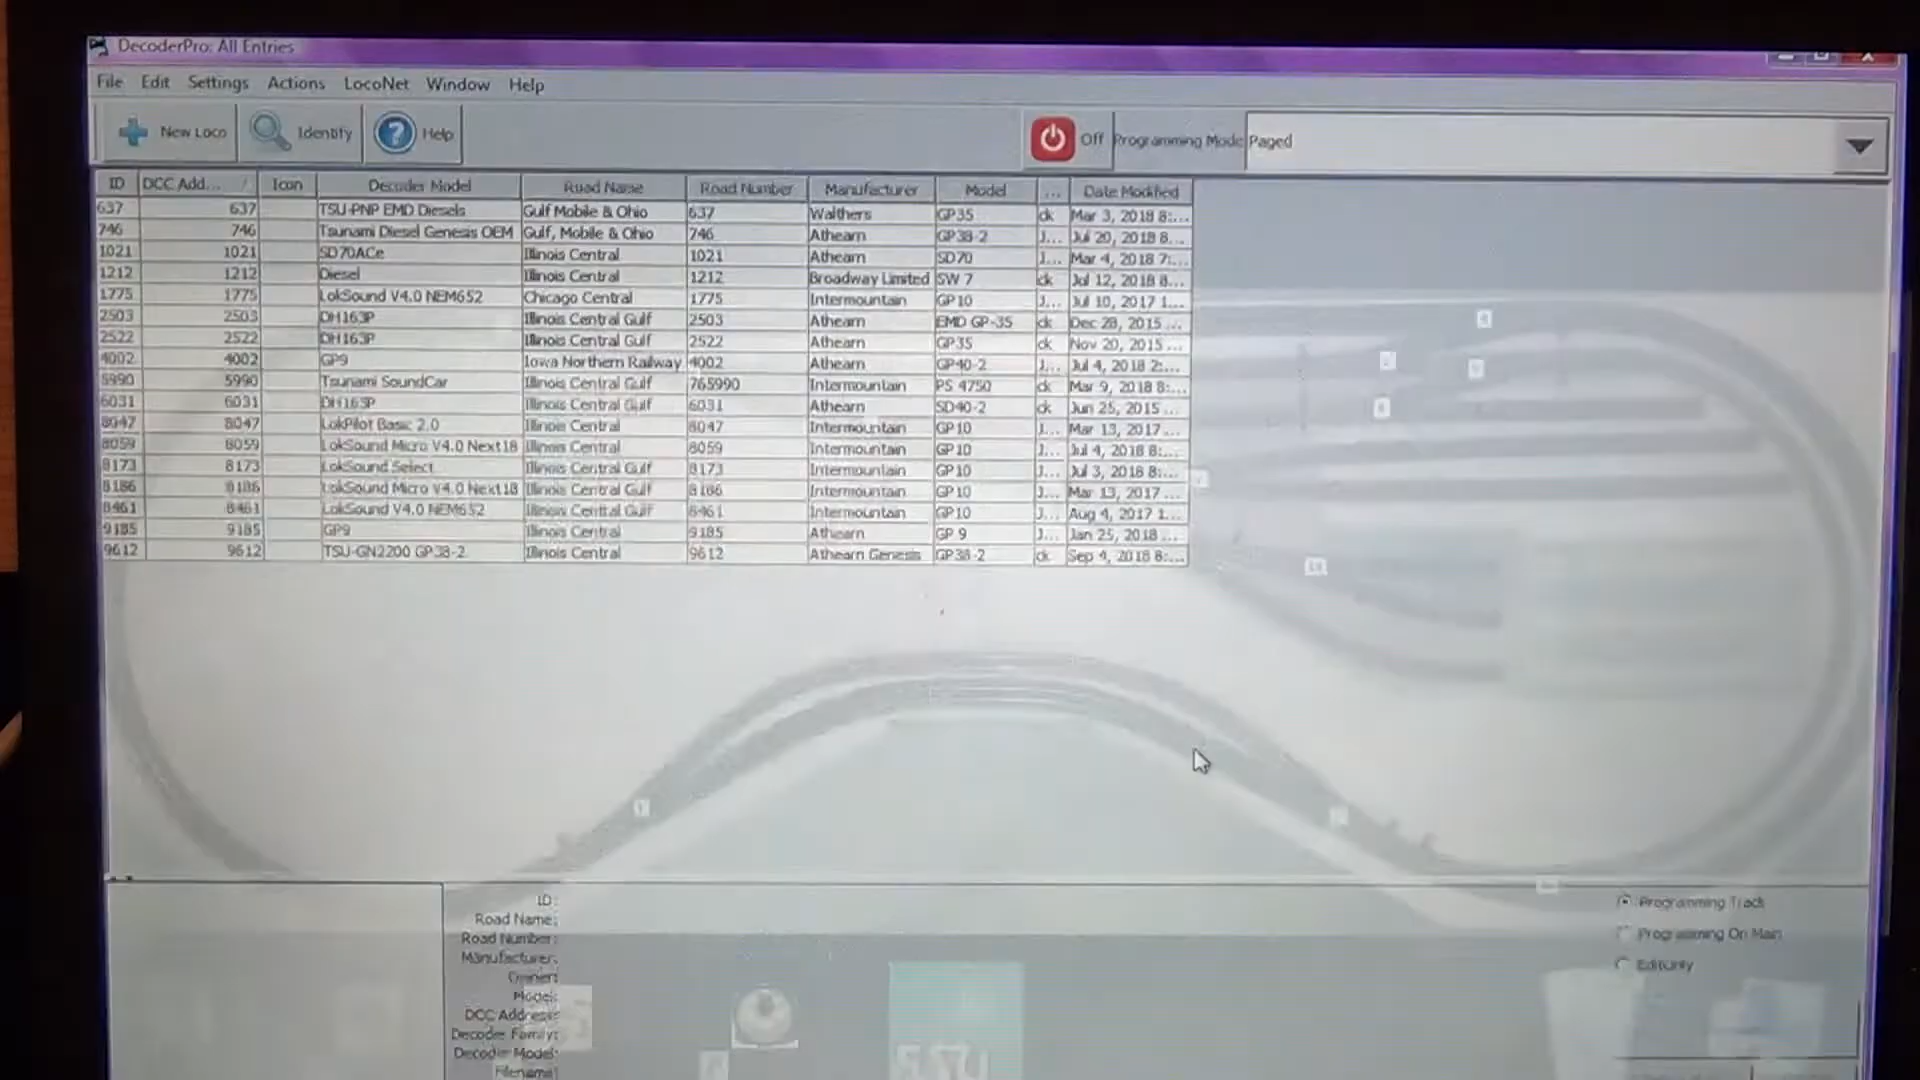 DecoderPro: All Entries
File Edit Settings Actions LocoNet Window Help
New Loco Identify Help Off Programming Mode Paged
ID DCC Add... Icon Decoder Model Road Name Road Number Manufacturer Model ... Date Modified
637 637 TSU-PNP EMD Diesels Gulf Mobile & Ohio 637 Walthers GP35 ck Mar 3, 2018 8:...
746 746 Tsunami Diesel Genesis OEM Gulf, Mobile & Ohio 746 Athearn GP38-2 J... Jul 20, 2018 8...
1021 1021 SD70ACe Illinois Central 1021 Athearn SD70 J... Mar 4, 2018 7:...
1212 1212 Diesel Illinois Central 1212 Broadway Limited SW 7 ck Jul 12, 2018 8...
1775 1775 LokSound V4.0 NEM652 Chicago Central 1775 Intermountain GP10 J... Jul 10, 2017 1...
2503 2503 DH163P Illinois Central Gulf 2503 Athearn EMD GP-35 ck Dec 28, 2015 ...
2522 2522 DH163P Illinois Central Gulf 2522 Athearn GP35 ck Nov 20, 2015 ...
4002 4002 GP9 Iowa Northern Railway 4002 Athearn GP40-2 J... Jul 4, 2018 2:...
5990 5990 Tsunami SoundCar Illinois Central Gulf 765990 Intermountain PS 4750 ck Mar 9, 2018 8:...
6031 6031 DH163P Illinois Central Gulf 6031 Athearn SD40-2 ck Jun 25, 2015 ...
8047 8047 LokPilot Basic 2.0 Illinois Central 8047 Intermountain GP10 J... Mar 13, 2017 ...
8059 8059 LokSound Micro V4.0 Next18 Illinois Central 8059 Intermountain GP10 J... Jul 4, 2018 8:...
8173 8173 LokSound Select Illinois Central Gulf 8173 Intermountain GP10 J... Jul 3, 2018 8:...
8186 8186 LokSound Micro V4.0 Next18 Illinois Central Gulf 8186 Intermountain GP10 J... Mar 13, 2017 ...
8461 8461 LokSound V4.0 NEM652 Illinois Central Gulf 8461 Intermountain GP10 J... Aug 4, 2017 1...
9185 9185 GP9 Illinois Central 9185 Athearn GP 9 J... Jan 25, 2018 ...
9612 9612 TSU-GN2200 GP38-2 Illinois Central 9612 Athearn Genesis GP38-2 ck Sep 4, 2018 8:...
ID:
Road Name:
Road Number:
Manufacturer:
Owner:
Model:
DCC Address:
Decoder Family:
Decoder Model:
Filename:
Programming Track
Programming On Main
Edit Only